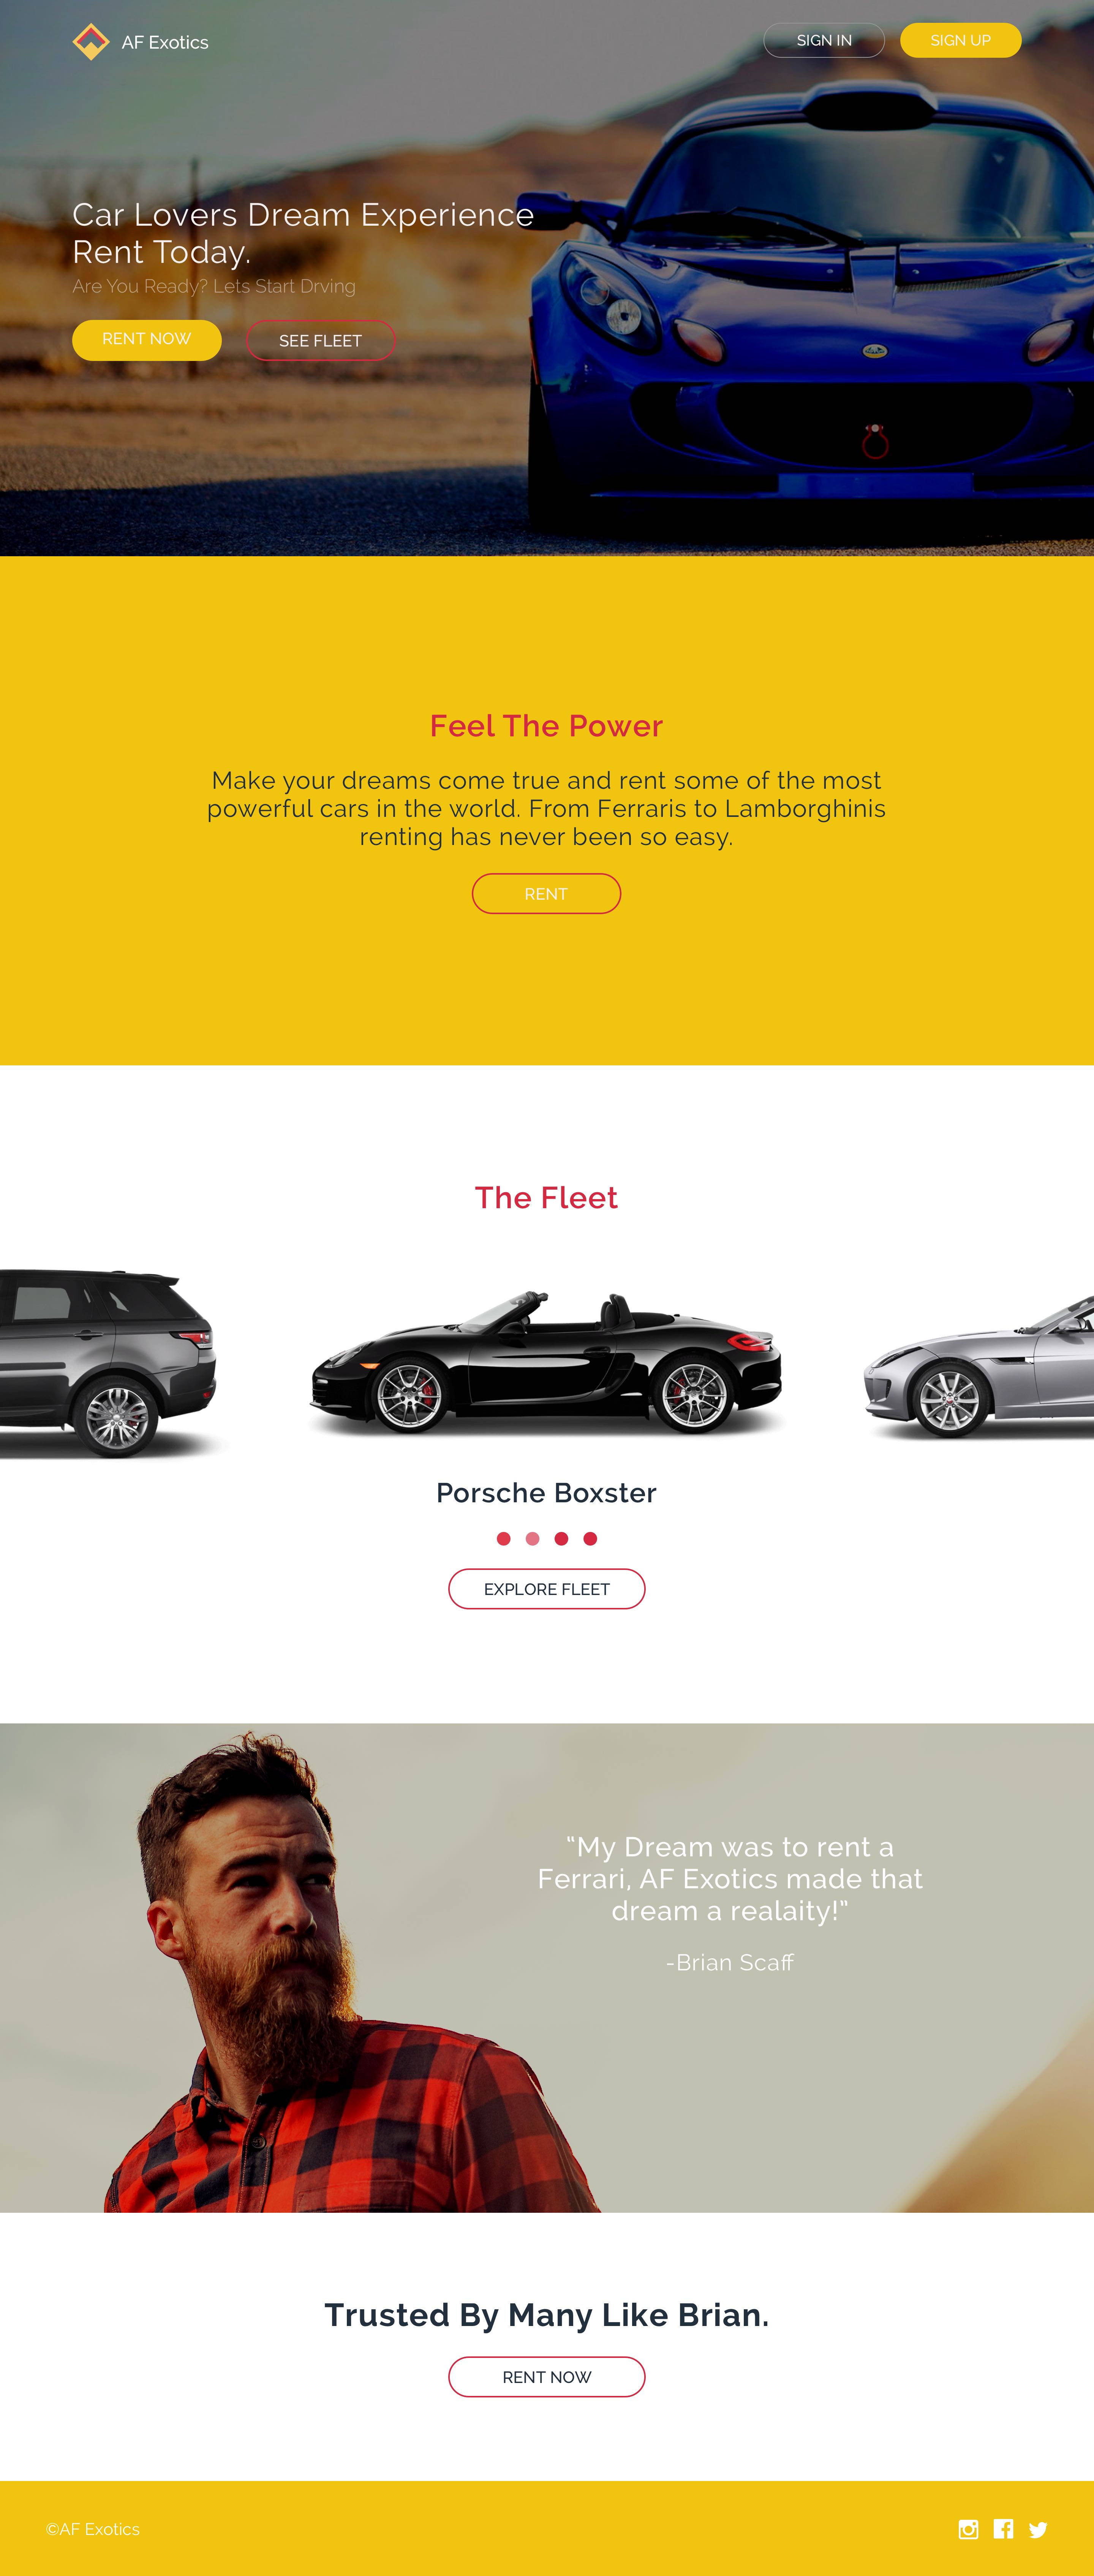 AF Exotics
SIGN IN
SIGN UP
Car Lovers Dream Experience
Rent Today.
Are You Ready? Lets Start Drving
RENT NOW
SEE FLEET
Feel The Power
Make your dreams come true and rent some of the most
powerful cars in the world. From Ferraris to Lamborghinis
renting has never been so easy.
RENT
The Fleet
Porsche Boxster
EXPLORE FLEET
“My Dream was to rent a
Ferrari, AF Exotics made that
dream a realaity!”
-Brian Scaff
Trusted By Many Like Brian.
RENT NOW
©AF Exotics